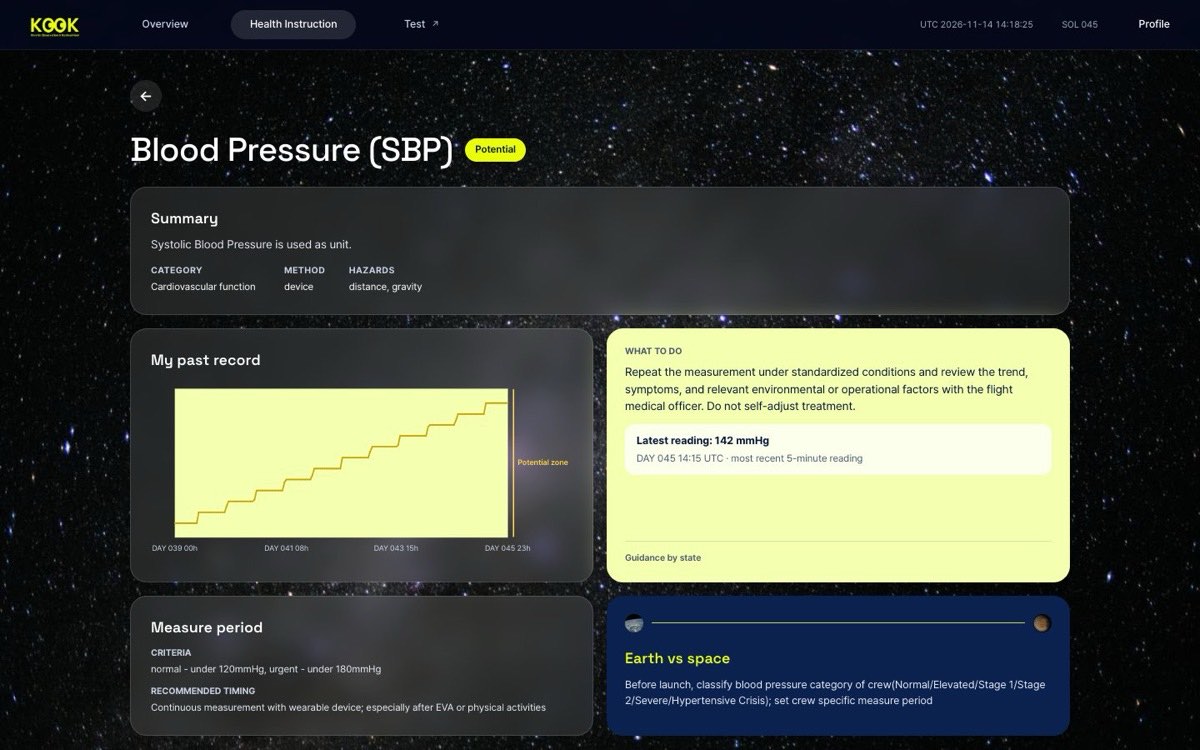 KOOK
Overview
Health Instruction
Test ↗
UTC 2026-11-14 14:18:25
SOL 045
Profile
Blood Pressure (SBP)
Potential
Summary
Systolic Blood Pressure is used as unit.
CATEGORY METHOD HAZARDS
Cardiovascular function device distance, gravity
My past record
Potential zone
DAY 039 00h DAY 041 08h DAY 043 15h DAY 045 23h
WHAT TO DO
Repeat the measurement under standardized conditions and review the trend,
symptoms, and relevant environmental or operational factors with the flight
medical officer. Do not self-adjust treatment.
Latest reading: 142 mmHg
DAY 045 14:15 UTC · most recent 5-minute reading
Guidance by state
Measure period
CRITERIA
normal - under 120mmHg, urgent - under 180mmHg
RECOMMENDED TIMING
Continuous measurement with wearable device; especially after EVA or physical activities
Earth vs space
Before launch, classify blood pressure category of crew(Normal/Elevated/Stage 1/Stage
2/Severe/Hypertensive Crisis); set crew specific measure period